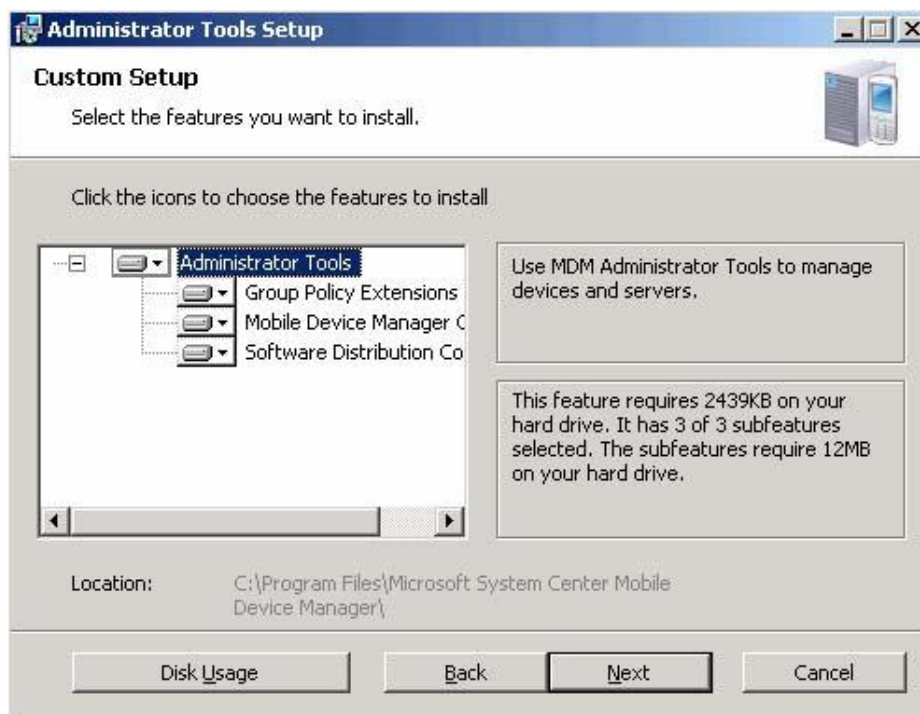 Administrator Tools Setup
Custom Setup
Select the features you want to install.
Click the icons to choose the features to install
Administrator Tools
Group Policy Extensions
Mobile Device Manager C
Software Distribution Co
Use MDM Administrator Tools to manage
devices and servers.
This feature requires 2439KB on your
hard drive. It has 3 of 3 subfeatures
selected. The subfeatures require 12MB
on your hard drive.
Location:
C:\Program Files\Microsoft System Center Mobile
Device Manager\
Disk Usage
Back
Next
Cancel